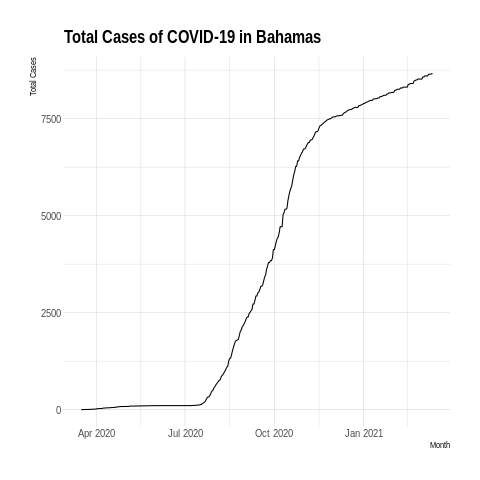 Total Cases of COVID-19 in Bahamas
Total Cases
7500
5000
2500
0
Apr 2020 Jul 2020 Oct 2020 Jan 2021
Month